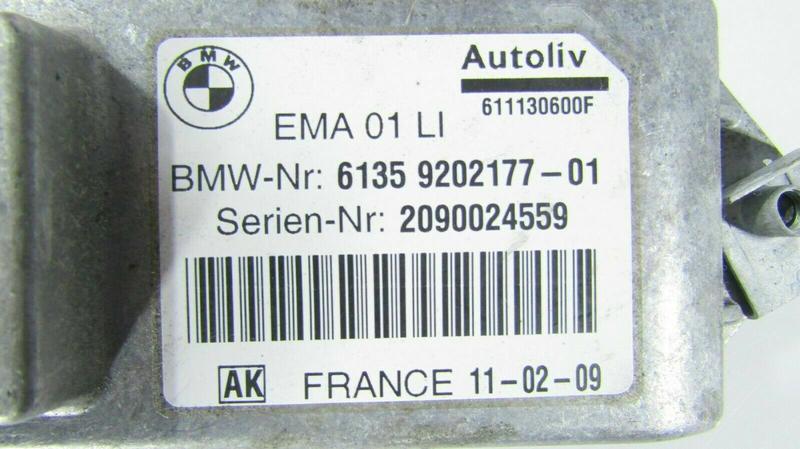 BMW
Autoliv
611130600F
EMA 01 LI
BMW-Nr: 6135 9202177-01
Serien-Nr: 2090024559
AK FRANCE 11-02-09